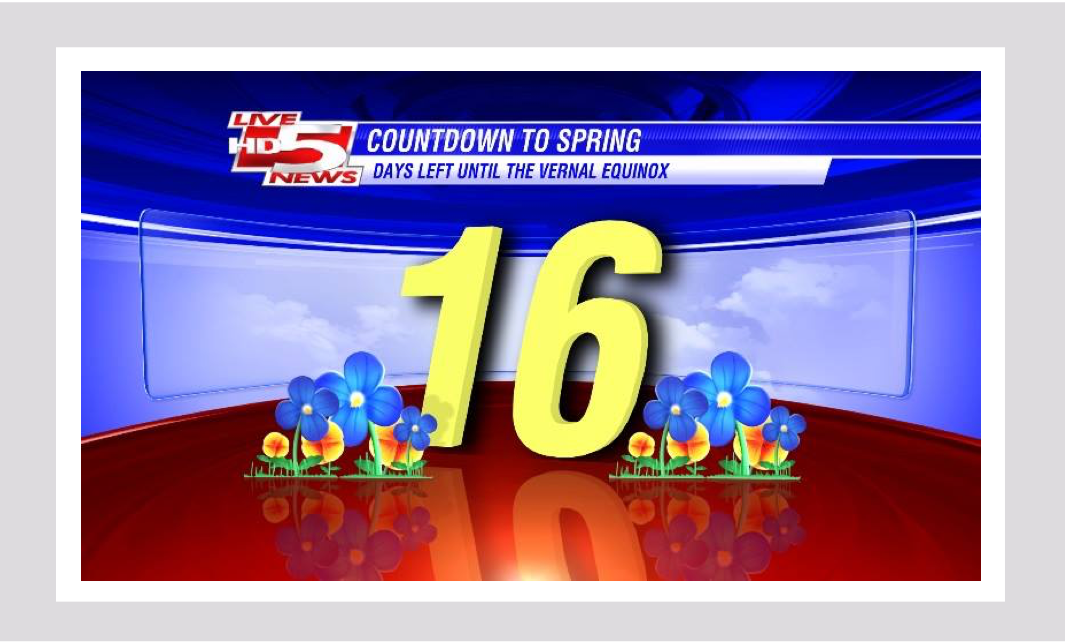 LIVE
HD 5
NEWS
COUNTDOWN TO SPRING
DAYS LEFT UNTIL THE VERNAL EQUINOX
16